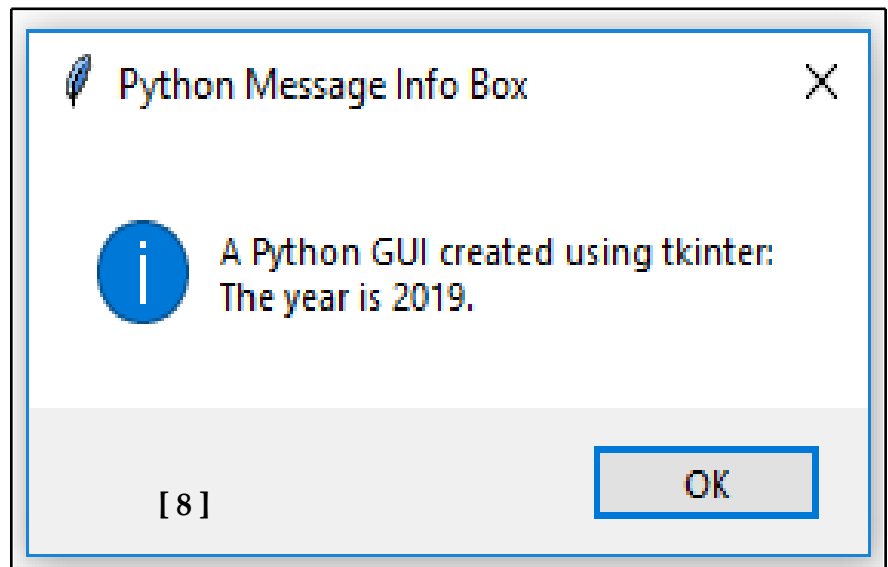 Python Message Info Box
A Python GUI created using tkinter:
The year is 2019.
OK
[8]